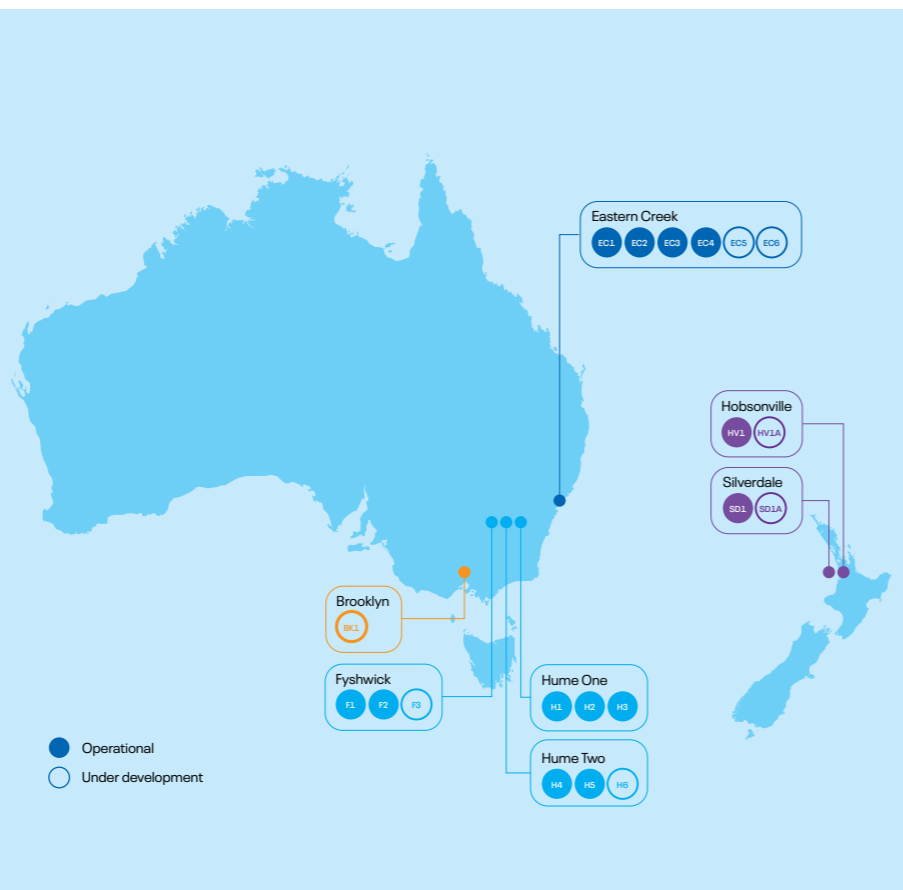 Eastern Creek
EC1 EC2 EC3 EC4 EC5 EC6
Hobsonville
HV1 HV1A
Silverdale
SD1 SD1A
Brooklyn
BK1
Fyshwick
F1 F2 F3
Hume One
H1 H2 H3
Hume Two
H4 H5 H6
Operational
Under development